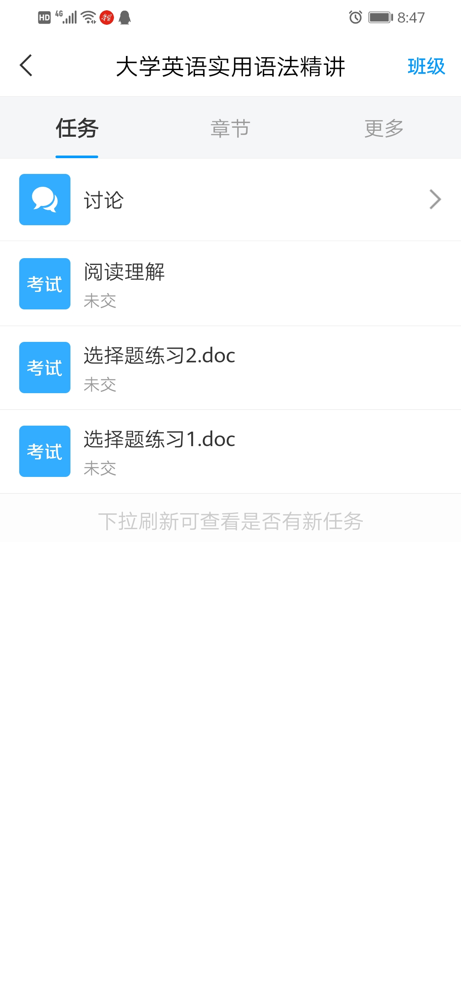 HD 4G 8:47
大学英语实用语法精讲 班级
任务 章节 更多
讨论
考试 阅读理解
未交
考试 选择题练习2.doc
未交
考试 选择题练习1.doc
未交
下拉刷新可查看是否有新任务